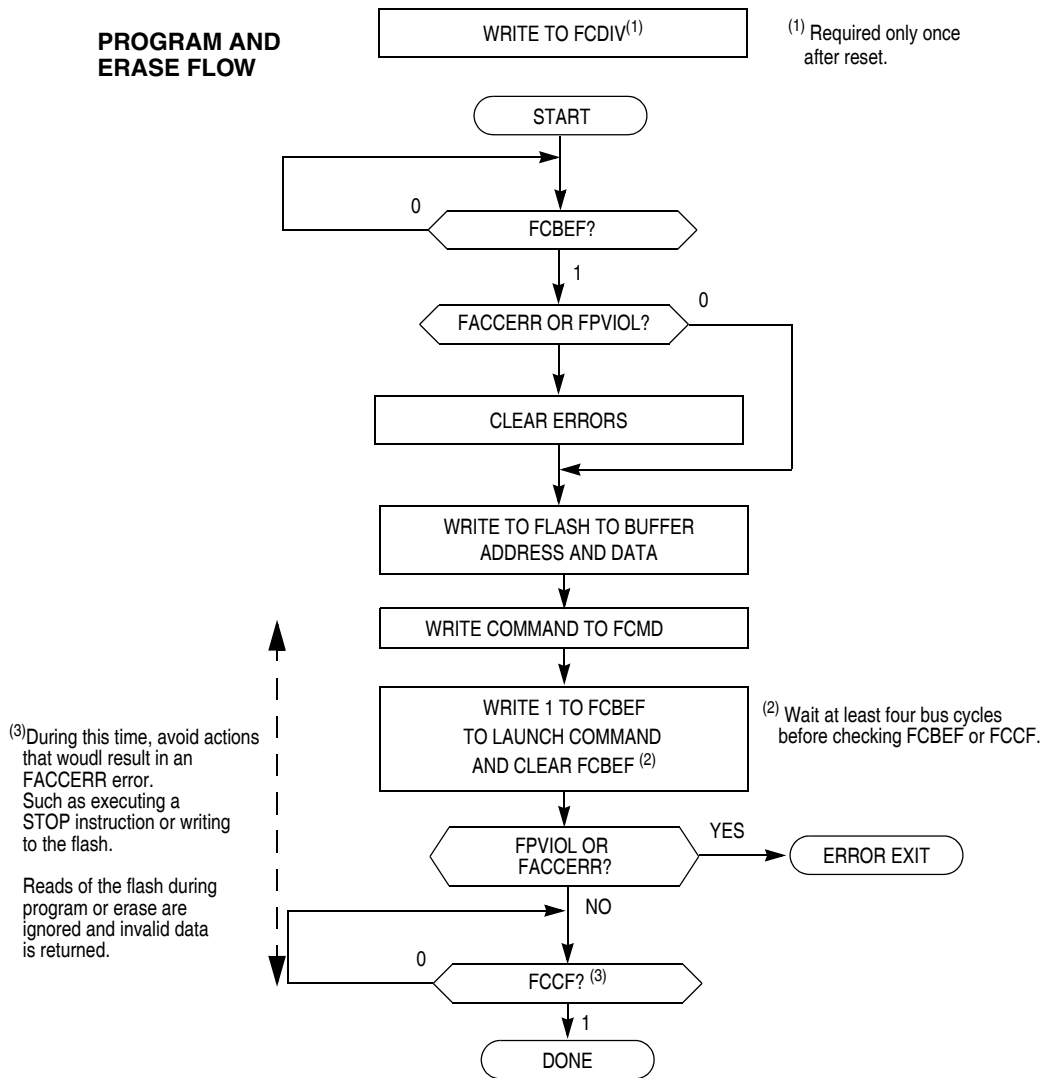 PROGRAM AND
ERASE FLOW
WRITE TO FCDIV(1)
(1) Required only once
after reset.
START
0
FCBEF?
1
0
FACCERR OR FPVIOL?
CLEAR ERRORS
WRITE TO FLASH TO BUFFER
ADDRESS AND DATA
WRITE COMMAND TO FCMD
WRITE 1 TO FCBEF
TO LAUNCH COMMAND
AND CLEAR FCBEF (2)
(2) Wait at least four bus cycles
before checking FCBEF or FCCF.
(3)During this time, avoid actions
that woudl result in an
FACCERR error.
Such as executing a
STOP instruction or writing
to the flash.
Reads of the flash during
program or erase are
ignored and invalid data
is returned.
FPVIOL OR
FACCERR?
YES
ERROR EXIT
NO
0
FCCF? (3)
1
DONE